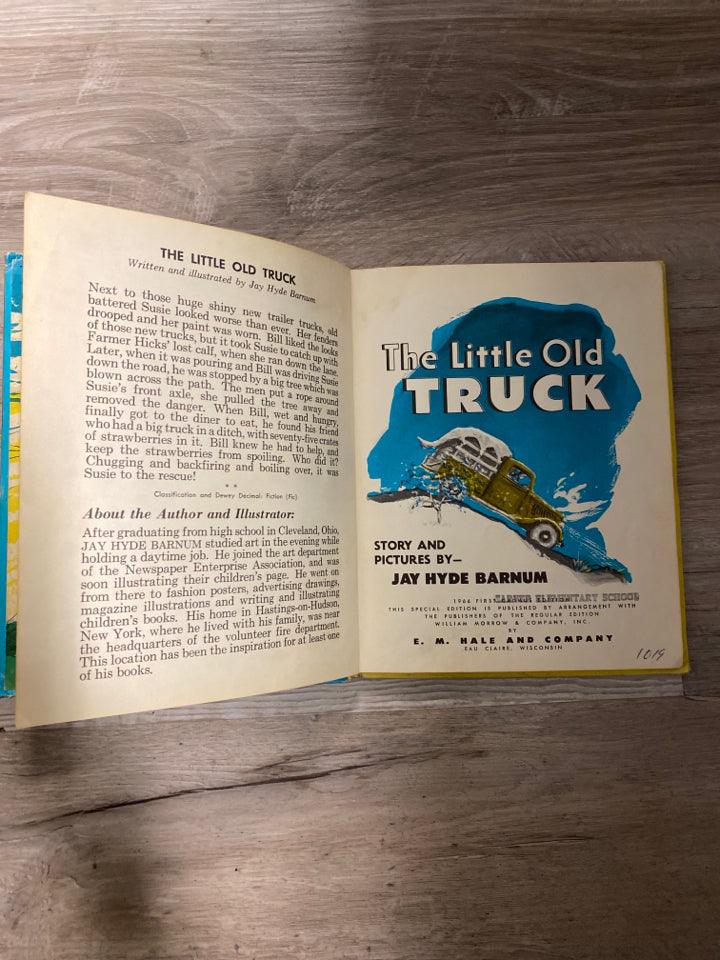 THE LITTLE OLD TRUCK
Written and illustrated by Jay Hyde Barnum
Next to those huge shiny new trailer trucks, old
battered Susie looked worse than ever. Her fenders
drooped and her paint was worn. Bill liked the looks
of those new trucks, but it took Susie to catch up with
Farmer Hicks' lost calf, when she ran down the lane.
Later, when it was pouring and Bill was driving Susie
down the road, he was stopped by a big tree which was
blown across the path. The men put a rope around
Susie's front axle, she pulled the tree away and
removed the danger. When Bill, wet and hungry,
finally got to the diner to eat, he found his friend
who had a big truck in a ditch, with seventy-five crates
of strawberries in it. Bill knew he had to help, and
keep the strawberries from spoiling. Who did it?
Chugging and backfiring and boiling over, it was
Susie to the rescue!
* *
Classification and Dewey Decimal: Fiction (Fic)
About the Author and Illustrator:
After graduating from high school in Cleveland, Ohio,
JAY HYDE BARNUM studied art in the evening while
holding a daytime job. He joined the art department
of the Newspaper Enterprise Association, and was
soon illustrating their children's page. He went on
from there to fashion posters, advertising drawings,
magazine illustrations and writing and illustrating
children's books. His home in Hastings-on-Hudson,
New York, where he lived with his family, was near
the headquarters of the volunteer fire department.
This location has been the inspiration for at least one
of his books.
The Little Old
TRUCK
STORY AND
PICTURES BY—
JAY HYDE BARNUM
1966 FIRST ELEMENTARY SCHOOL
THIS SPECIAL EDITION IS PUBLISHED BY ARRANGEMENT WITH
THE PUBLISHERS OF THE REGULAR EDITION
WILLIAM MORROW & COMPANY, INC.
BY
E. M. HALE AND COMPANY
EAU CLAIRE, WISCONSIN
1019